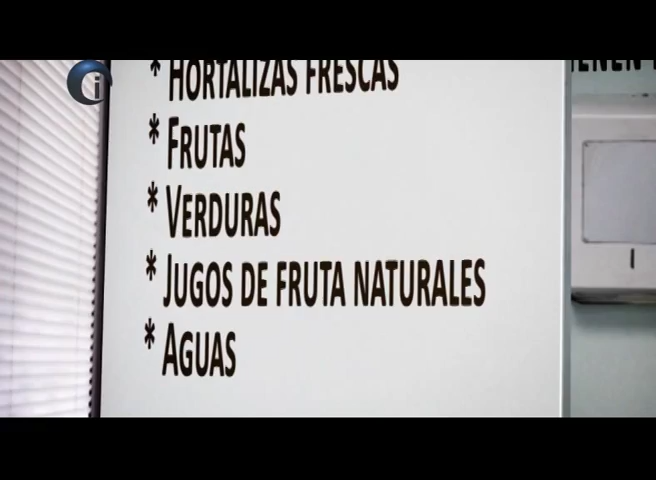 * HORTALIZAS FRESCAS
* FRUTAS
* VERDURAS
* JUGOS DE FRUTA NATURALES
* AGUAS